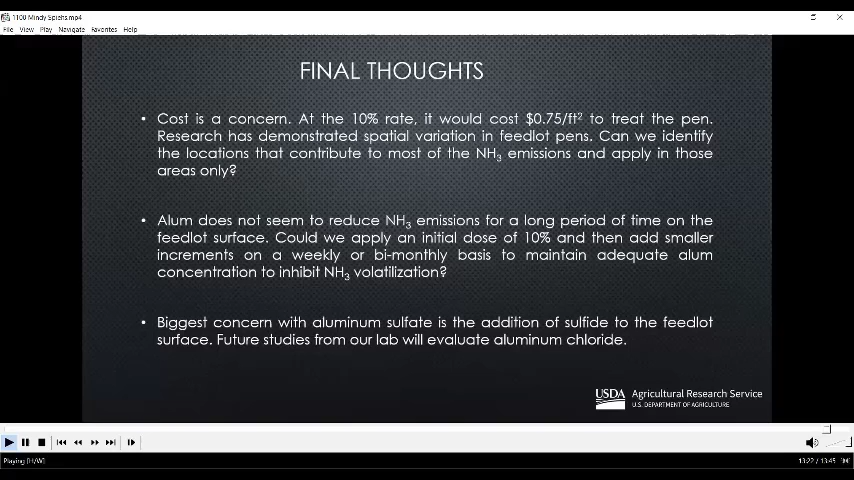 1100 Mindy Spiehs.mp4
File View Play Navigate Favorites Help
FINAL THOUGHTS
• Cost is a concern. At the 10% rate, it would cost $0.75/ft² to treat the pen.
Research has demonstrated spatial variation in feedlot pens. Can we identify
the locations that contribute to most of the NH₃ emissions and apply in those
areas only?
• Alum does not seem to reduce NH₃ emissions for a long period of time on the
feedlot surface. Could we apply an initial dose of 10% and then add smaller
increments on a weekly or bi-monthly basis to maintain adequate alum
concentration to inhibit NH₃ volatilization?
• Biggest concern with aluminum sulfate is the addition of sulfide to the feedlot
surface. Future studies from our lab will evaluate aluminum chloride.
USDA Agricultural Research Service
U.S. DEPARTMENT OF AGRICULTURE
Playing [H/W]
13:22 / 13:45